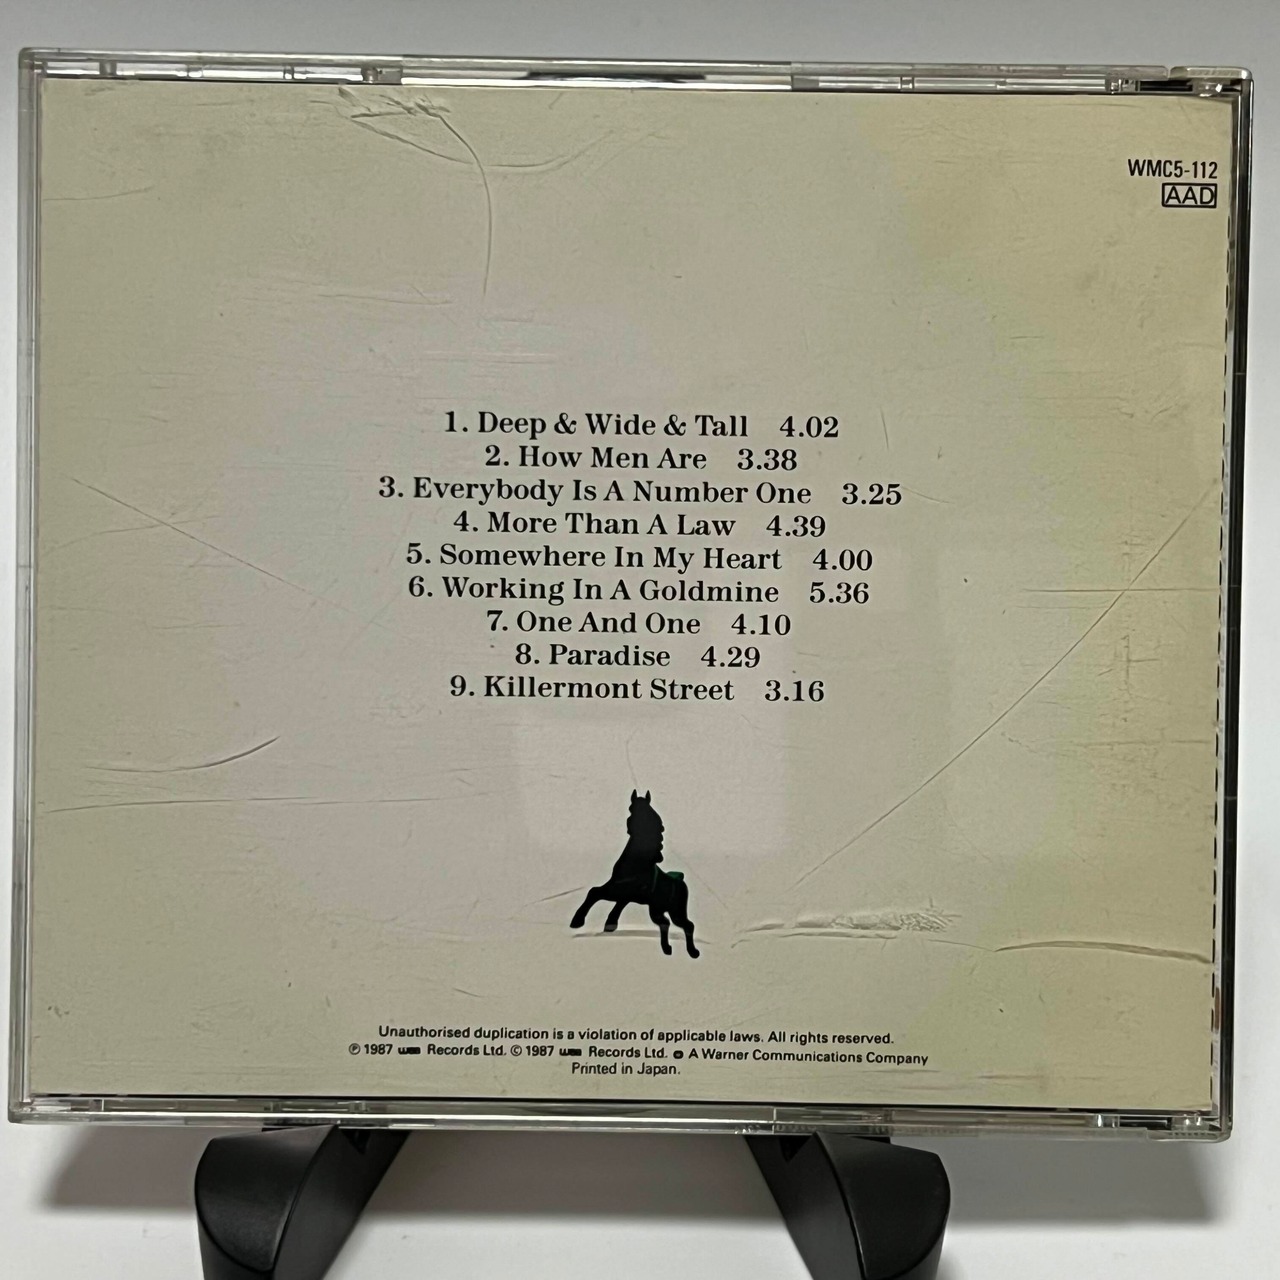 WMC5-112
AAD
1. Deep & Wide & Tall 4.02
2. How Men Are 3.38
3. Everybody Is A Number One 3.25
4. More Than A Law 4.39
5. Somewhere In My Heart 4.00
6. Working In A Goldmine 5.36
7. One And One 4.10
8. Paradise 4.29
9. Killermont Street 3.16
Unauthorised duplication is a violation of applicable laws. All rights reserved.
℗ 1987 wea Records Ltd. © 1987 wea Records Ltd. A Warner Communications Company
Printed in Japan.